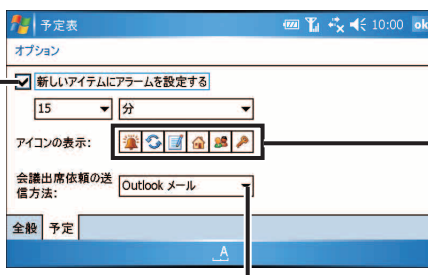 予定表 10:00 ok
オプション
新しいアイテムにアラームを設定する
15 分
アイコンの表示:
会議出席依頼の送
信方法:
Outlook メール
全般 予定
A